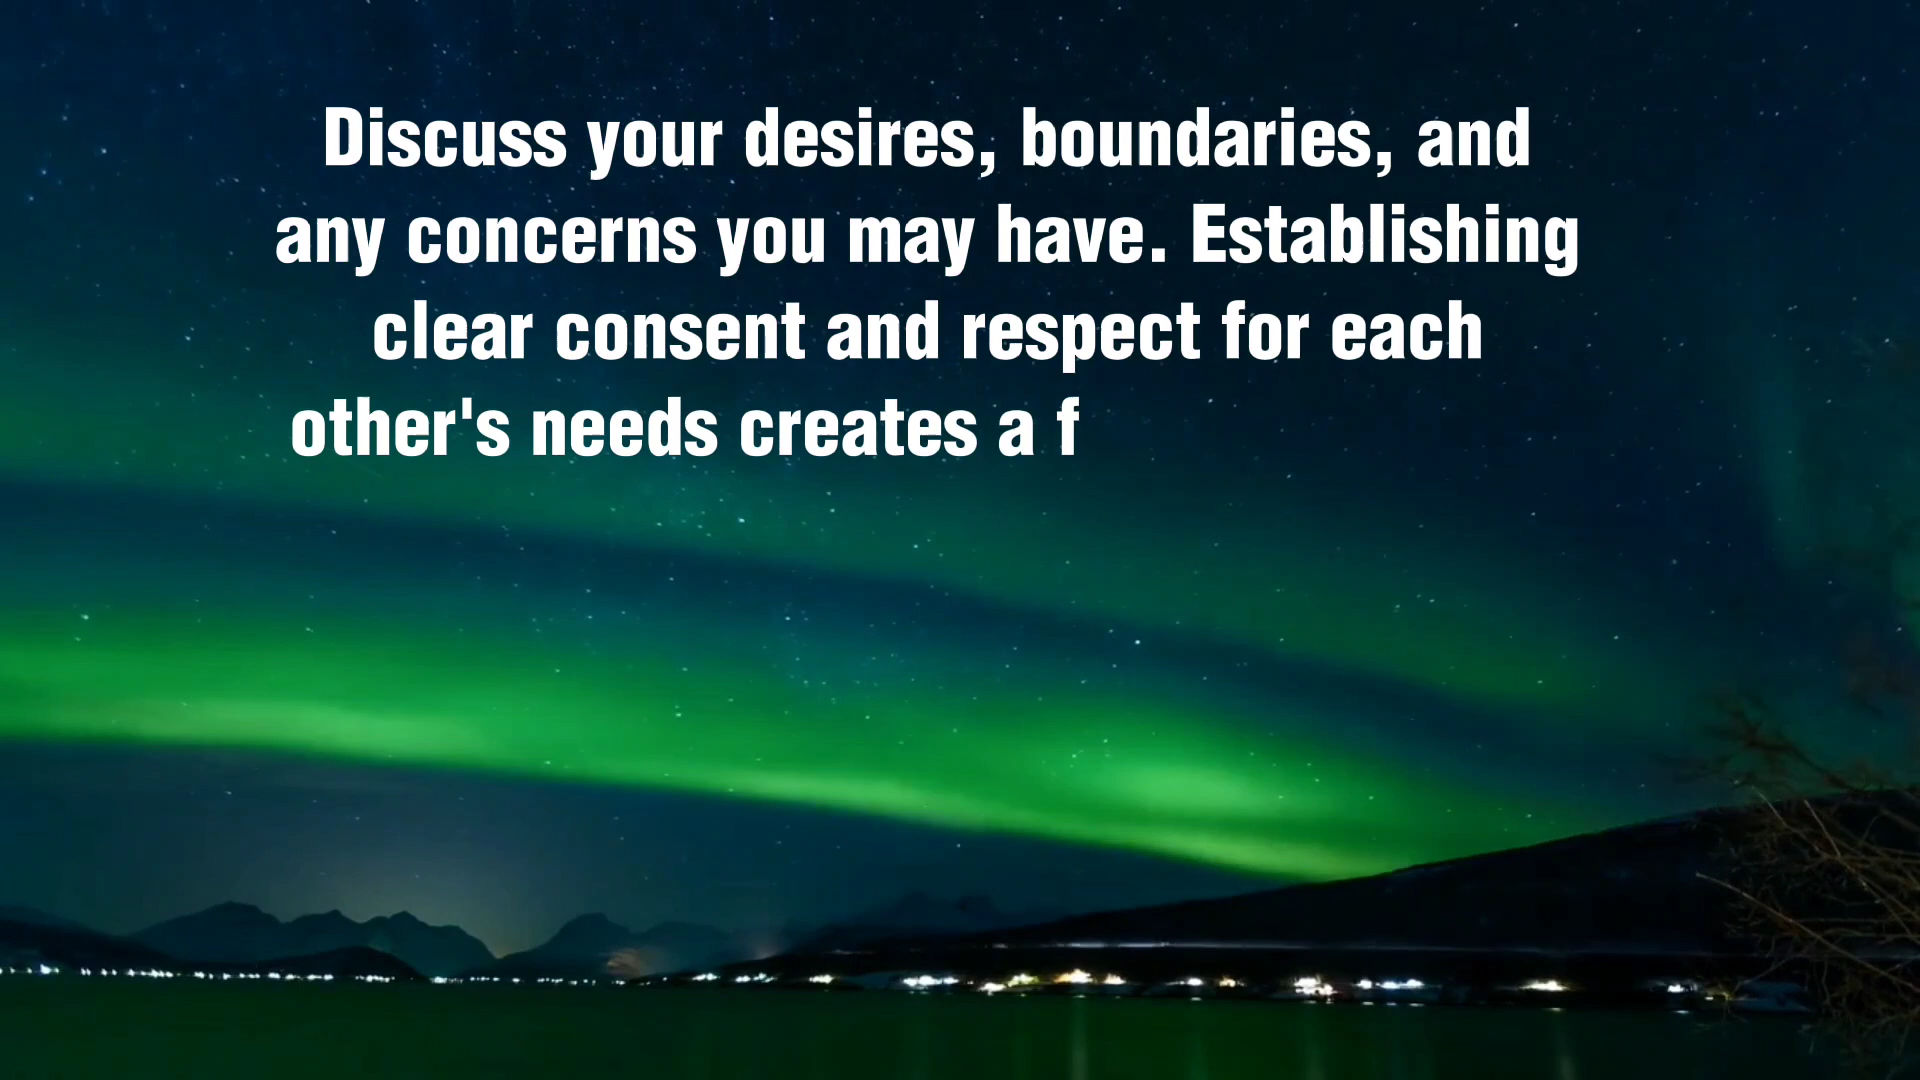 Discuss your desires, boundaries, and
any concerns you may have. Establishing
clear consent and respect for each
other's needs creates a f